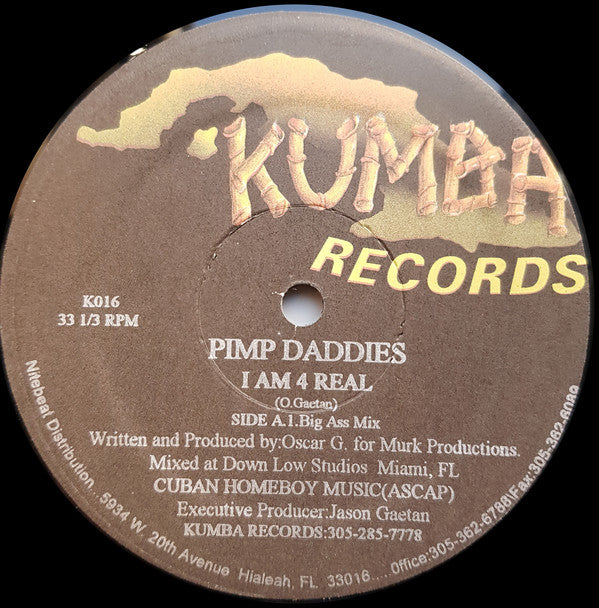 KUMBA
RECORDS
K016
33 1/3 RPM
PIMP DADDIES
I AM 4 REAL
(O.Gaetan)
SIDE A.1.Big Ass Mix
Written and Produced by:Oscar G. for Murk Productions.
Mixed at Down Low Studios Miami, FL
CUBAN HOMEBOY MUSIC(ASCAP)
Executive Producer:Jason Gaetan
KUMBA RECORDS:305-285-7778
Nitebeat Distribution... 5934 W. 20th Avenue Hialeah, FL. 33016.....Office:305-362-6788\Fax:305-362-6089